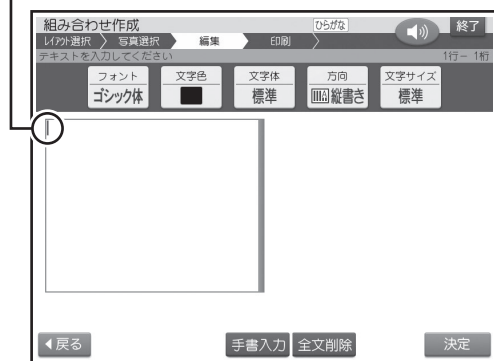 組み合わせ作成 ひらがな 終了
レイアウト選択 写真選択 編集 印刷
テキストを入力してください 1行－ 1桁
フォント 文字色 文字体 方向 文字サイズ
ゴシック体 標準 縦書き 標準
戻る 手書入力 全文削除 決定